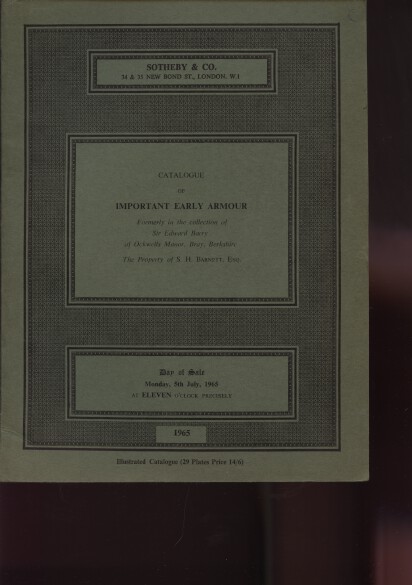 SOTHEBY & CO.
34 & 35 NEW BOND ST., LONDON, W.1
CATALOGUE
OF
IMPORTANT EARLY ARMOUR
Formerly in the collection of
Sir Edward Barry
of Ockwells Manor, Bray, Berkshire
The Property of S. H. BARNETT, ESQ.
Day of Sale
Monday, 5th July, 1965
AT ELEVEN O'CLOCK PRECISELY
1965
Illustrated Catalogue (29 Plates Price 14/6)